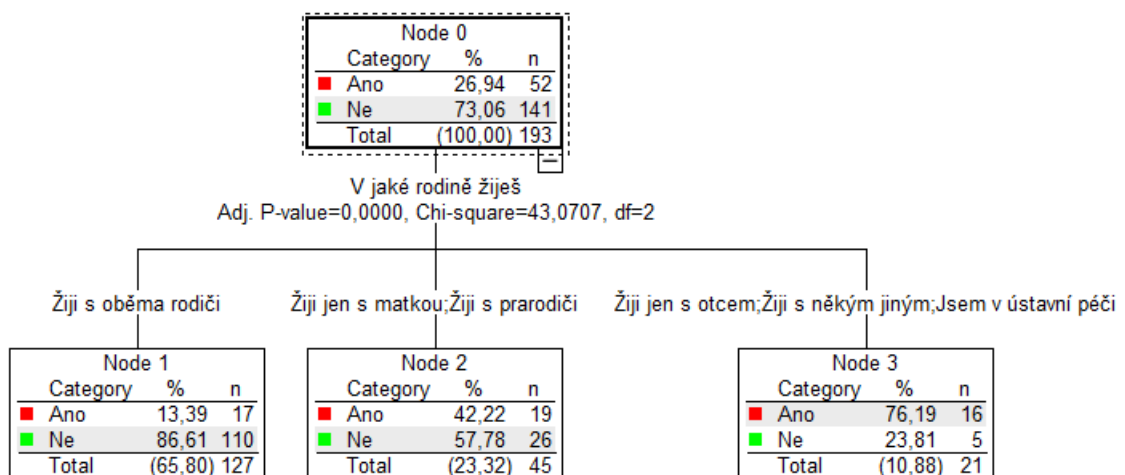 Node 0
Category % n
Ano 26,94 52
Ne 73,06 141
Total (100,00) 193
V jaké rodině žiješ
Adj. P-value=0,0000, Chi-square=43,0707, df=2
Žiji s oběma rodiči
Žiji jen s matkou;Žiji s prarodiči
Žiji jen s otcem;Žiji s někým jiným;Jsem v ústavní péči
Node 1
Category % n
Ano 13,39 17
Ne 86,61 110
Total (65,80) 127
Node 2
Category % n
Ano 42,22 19
Ne 57,78 26
Total (23,32) 45
Node 3
Category % n
Ano 76,19 16
Ne 23,81 5
Total (10,88) 21